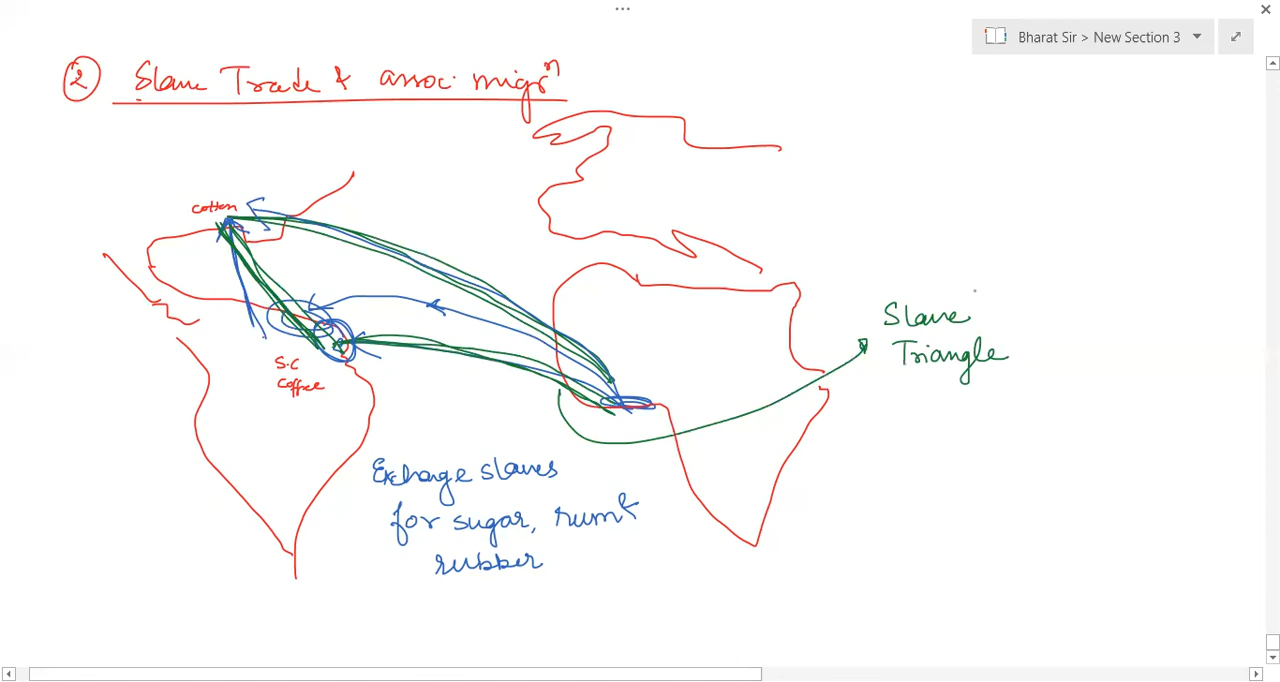 Bharat Sir > New Section 3
② Slave Trade & assoc. migrⁿ
Cotton
S.C
Coffee
Slave
Triangle
Exchange slaves
for sugar, rum &
rubber